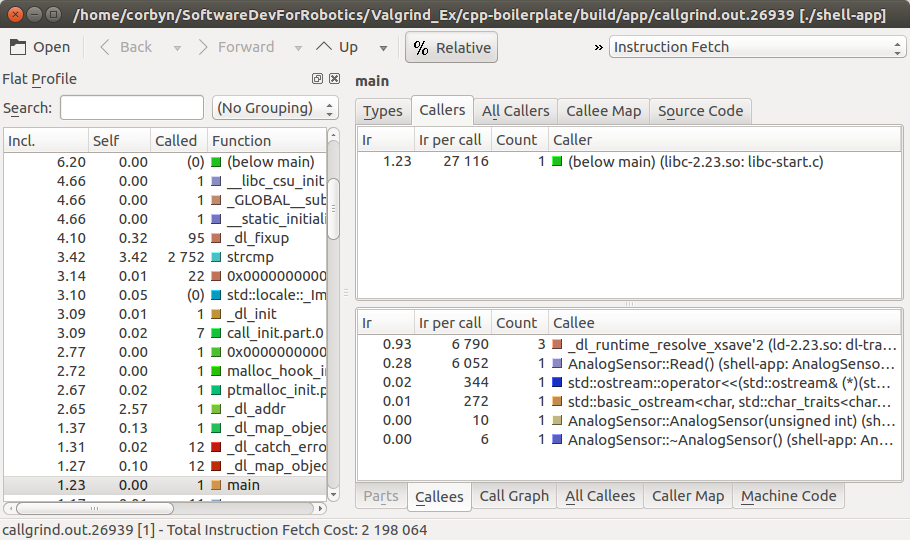 /home/corbyn/SoftwareDevForRobotics/Valgrind_Ex/cpp-boilerplate/build/app/callgrind.out.26939 [./shell-app]
Open Back Forward Up % Relative » Instruction Fetch
Flat Profile
Search: (No Grouping)
Incl. Self Called Function
6.20 0.00 (0) (below main)
4.66 0.00 1 __libc_csu_init
4.66 0.00 1 _GLOBAL__sub
4.66 0.00 1 __static_initiali
4.10 0.32 95 _dl_fixup
3.42 3.42 2 752 strcmp
3.14 0.01 22 0x0000000000
3.10 0.05 (0) std::locale::_Im
3.09 0.01 1 _dl_init
3.09 0.02 7 call_init.part.0
2.77 0.00 1 0x0000000000
2.72 0.00 1 malloc_hook_in
2.67 0.02 1 ptmalloc_init.p
2.65 2.57 1 _dl_addr
1.37 0.13 1 _dl_map_objec
1.31 0.02 12 _dl_catch_erro
1.27 0.10 12 _dl_map_objec
1.23 0.00 1 main
main
Types Callers All Callers Callee Map Source Code
Ir Ir per call Count Caller
1.23 27 116 1 (below main) (libc-2.23.so: libc-start.c)
Ir Ir per call Count Callee
0.93 6 790 3 _dl_runtime_resolve_xsave'2 (ld-2.23.so: dl-tra...
0.28 6 052 1 AnalogSensor::Read() (shell-app: AnalogSenso...
0.02 344 1 std::ostream::operator<<(std::ostream& (*)(st...
0.01 272 1 std::basic_ostream<char, std::char_traits<char...
0.00 10 1 AnalogSensor::AnalogSensor(unsigned int) (sh...
0.00 6 1 AnalogSensor::~AnalogSensor() (shell-app: An...
Parts Callees Call Graph All Callees Caller Map Machine Code
callgrind.out.26939 [1] - Total Instruction Fetch Cost: 2 198 064